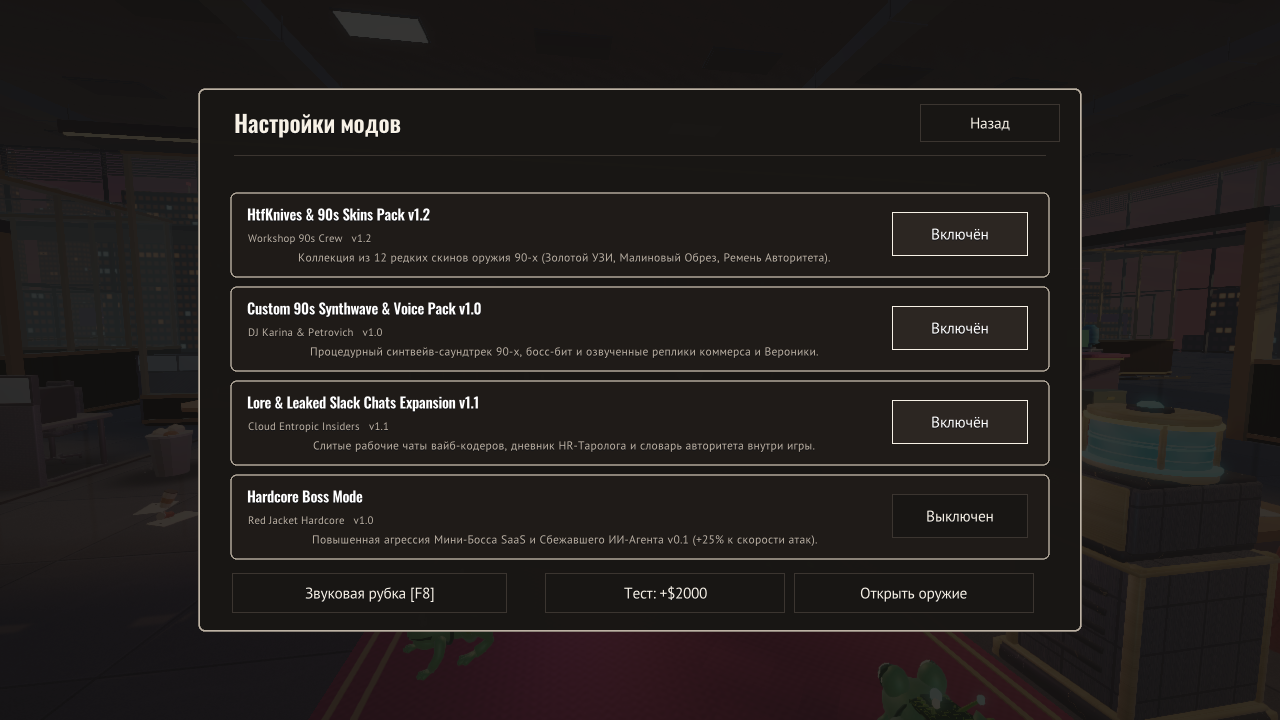 Настройки модов
Назад
HtfKnives & 90s Skins Pack v1.2
Workshop 90s Crew v1.2
Коллекция из 12 редких скинов оружия 90-х (Золотой УЗИ, Малиновый Обрез, Ремень Авторитета).
Включён
Custom 90s Synthwave & Voice Pack v1.0
DJ Karina & Petrovich v1.0
Процедурный синтвейв-саундтрек 90-х, босс-бит и озвученные реплики коммерса и Вероники.
Включён
Lore & Leaked Slack Chats Expansion v1.1
Cloud Entropic Insiders v1.1
Слитые рабочие чаты вайб-кодеров, дневник HR-Таролога и словарь авторитета внутри игры.
Включён
Hardcore Boss Mode
Red Jacket Hardcore v1.0
Повышенная агрессия Мини-Босса SaaS и Сбежавшего ИИ-Агента v0.1 (+25% к скорости атак).
Выключен
Звуковая рубка [F8]
Тест: +$2000
Открыть оружие